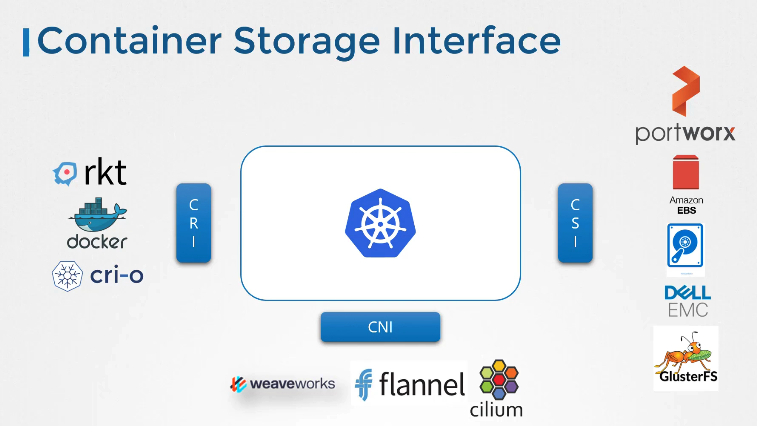 Container Storage Interface
rkt
docker
cri-o
C
R
I
CNI
C
S
I
weaveworks
flannel
cilium
portworx
Amazon
EBS
DELL
EMC
GlusterFS